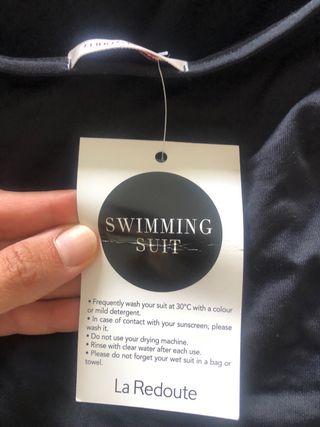 SWIMMING
SUIT
• Frequently wash your suit at 30°C with a colour
or mild detergent.
• In case of contact with your sunscreen, please
wash it.
• Do not use your drying machine.
• Rinse with clear water after each use.
• Please do not forget your wet suit in a bag or
towel.
La Redoute